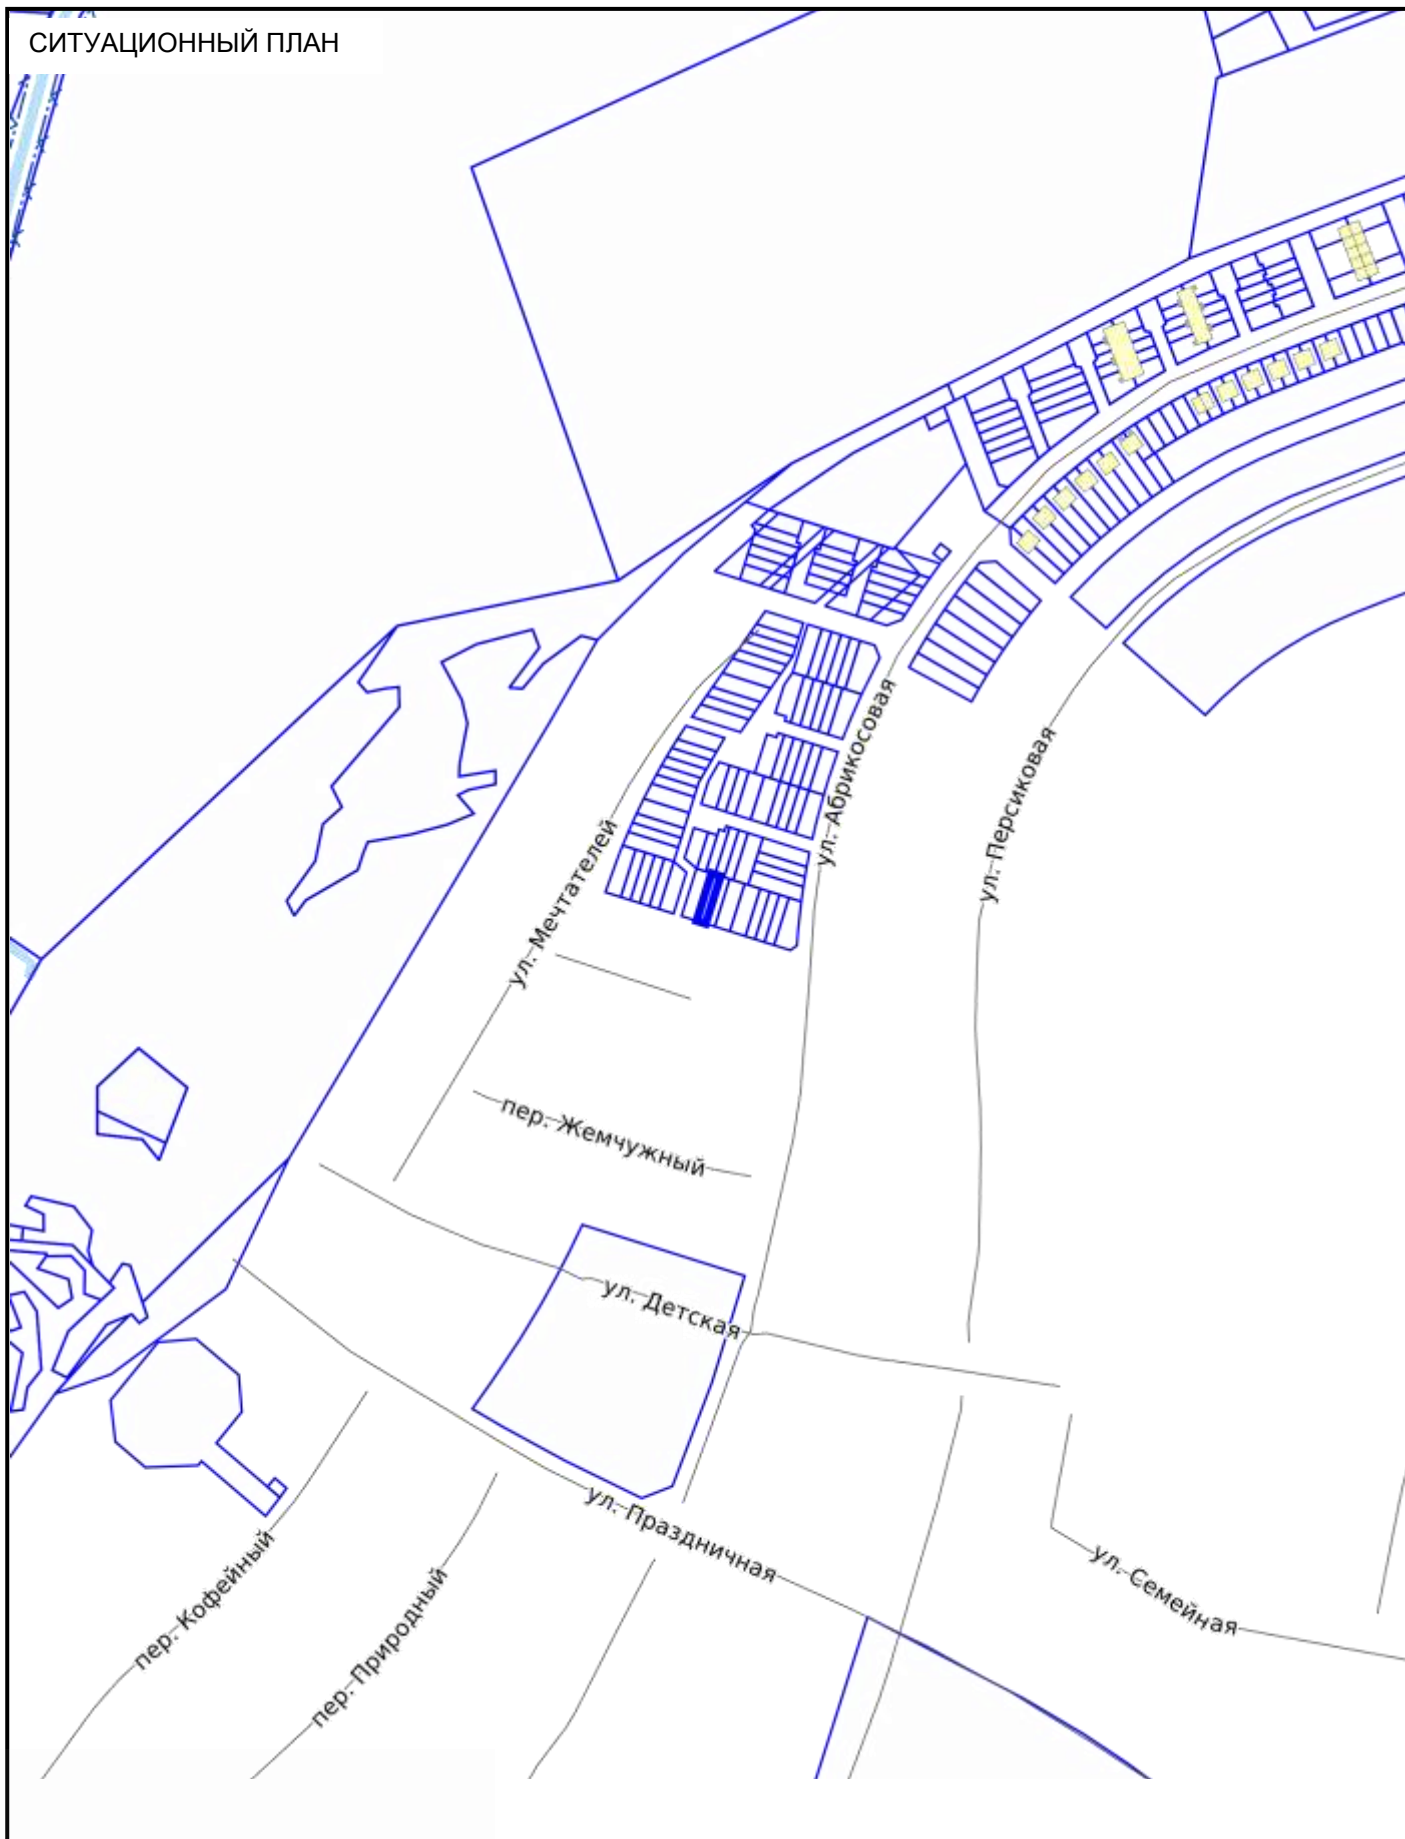 СИТУАЦИОННЫЙ ПЛАН
ул. Абрикосовая
ул. Персиковая
ул. Мечтателей
пер. Жемчужный
ул. Детская
ул. Праздничная
ул. Семейная
пер. Кофейный
пер. Природный